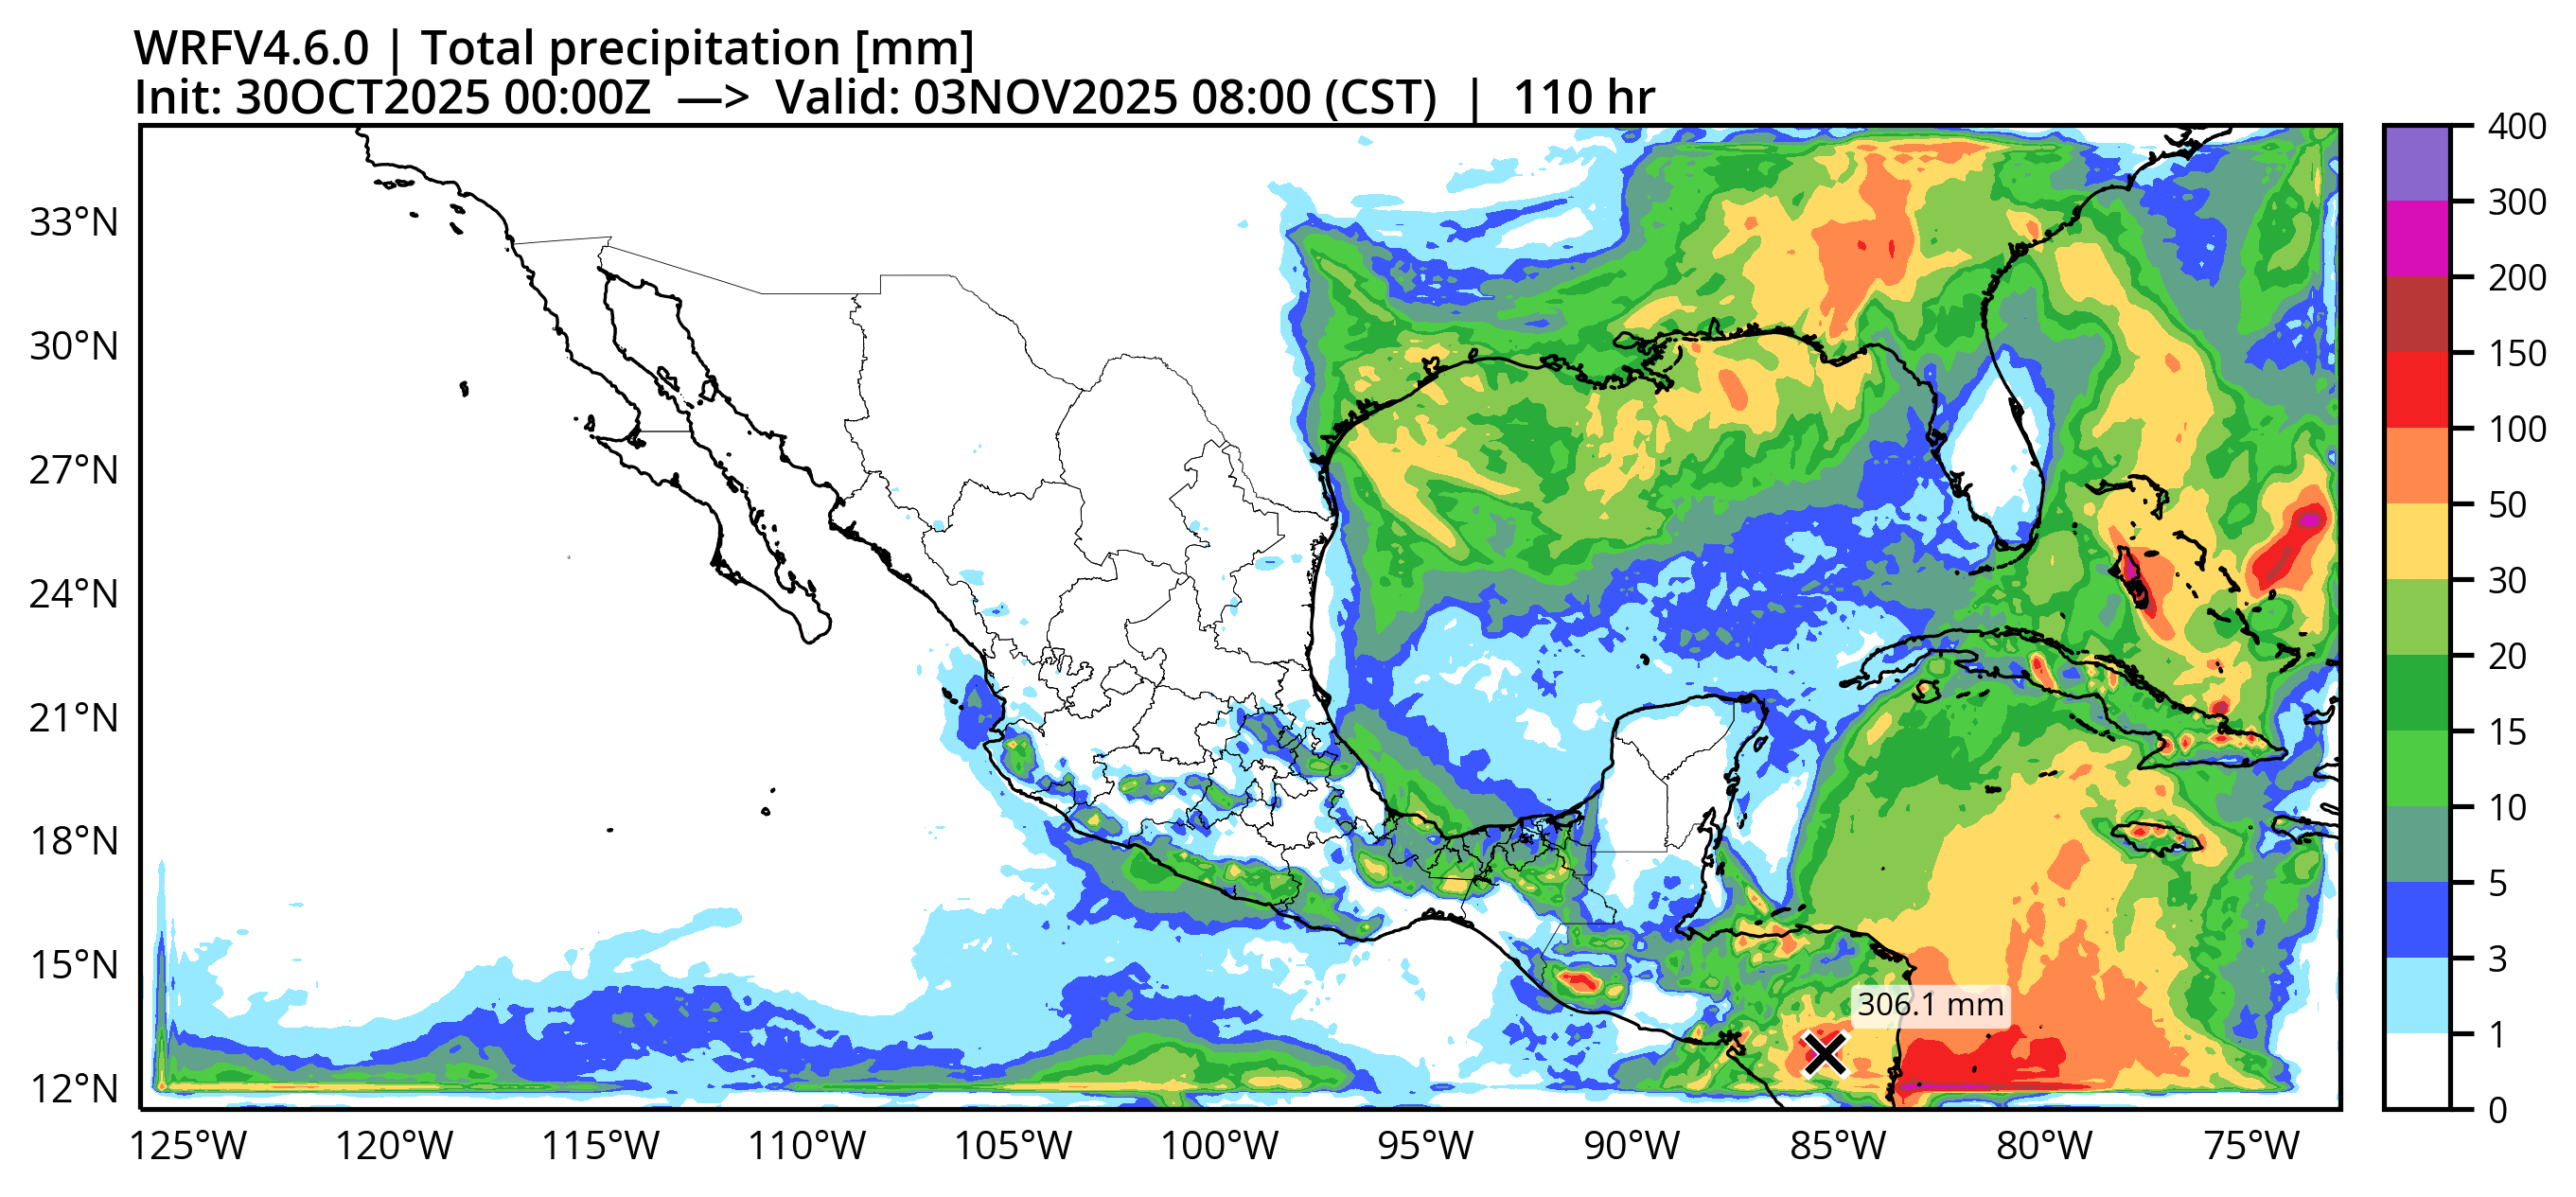 WRFV4.6.0 | Total precipitation [mm]
Init: 30OCT2025 00:00Z —> Valid: 03NOV2025 08:00 (CST) | 110 hr
33°N
30°N
27°N
24°N
21°N
18°N
15°N
12°N
125°W
120°W
115°W
110°W
105°W
100°W
95°W
90°W
85°W
80°W
75°W
306.1 mm
400
300
200
150
100
50
30
20
15
10
5
3
1
0